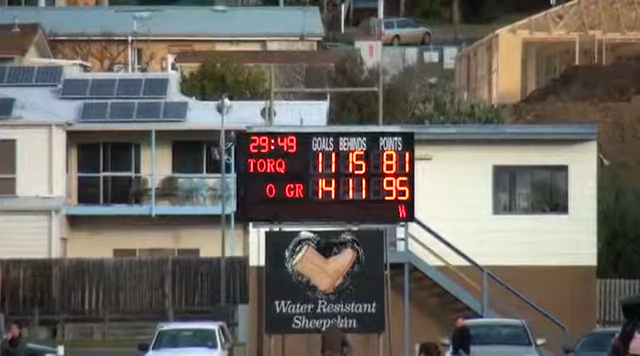 29:49 GOALS BEHINDS POINTS
TORQ 11 15 81
O GR 14 11 95
W
Water Resistant
Sheepskin